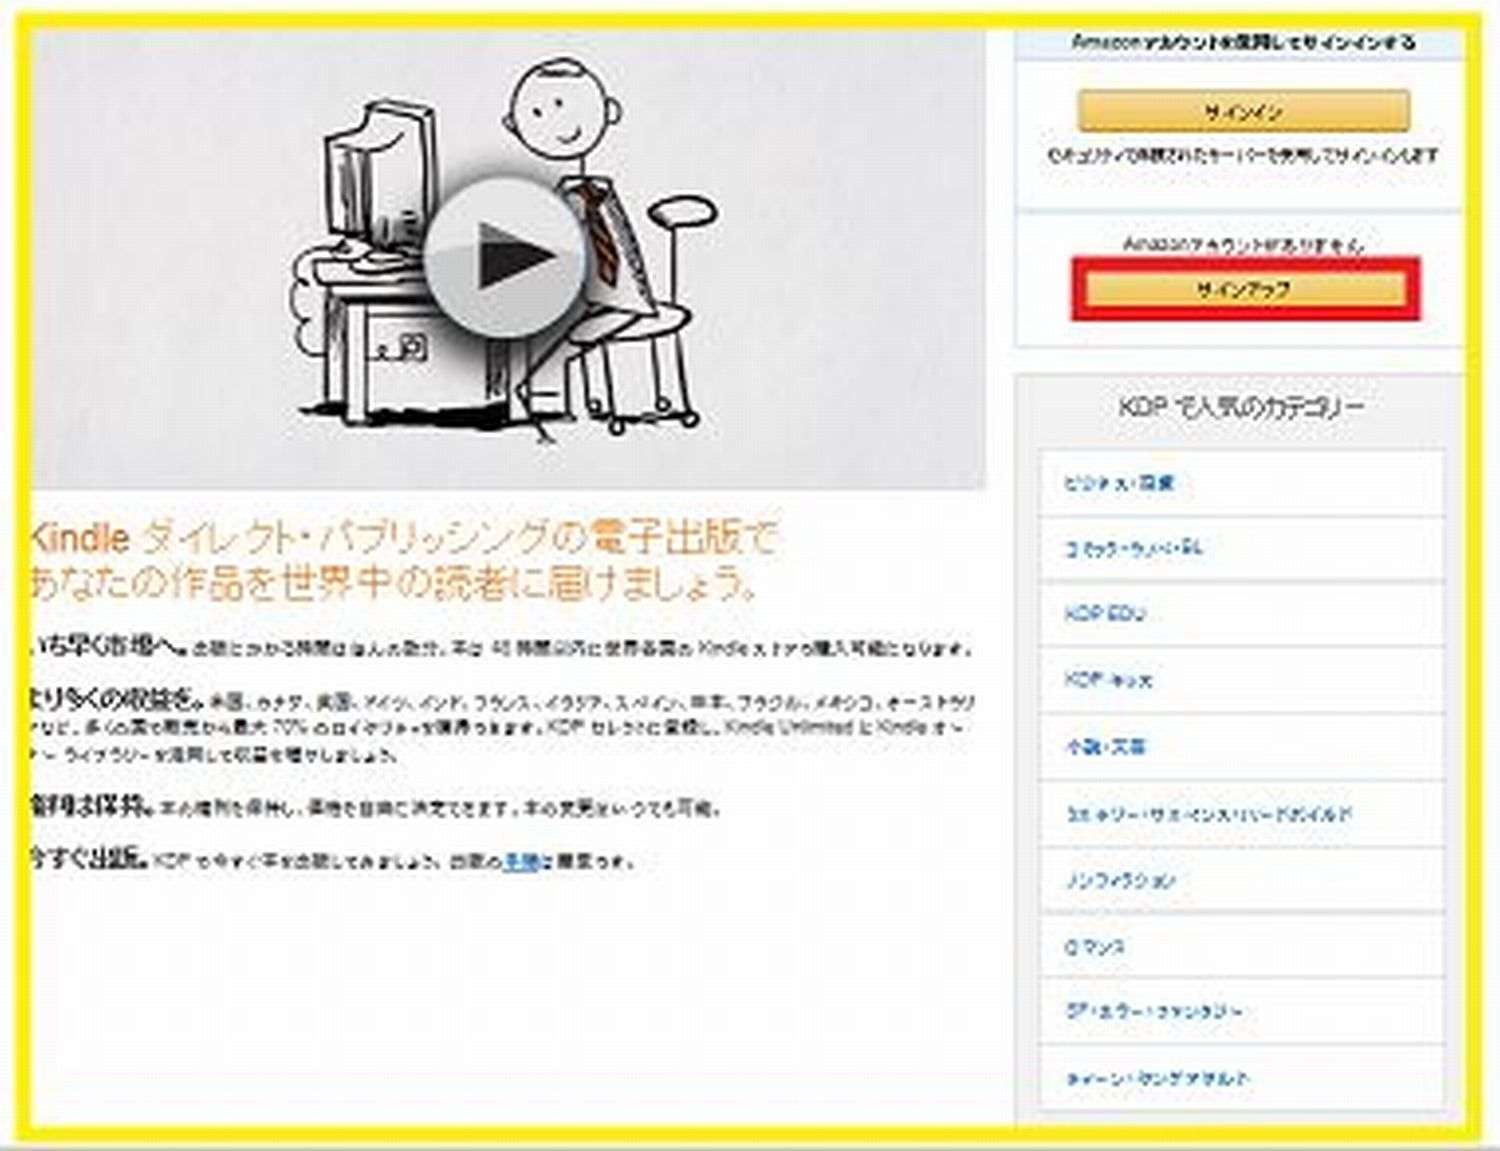 Amazonアカウントを使用してサインインする
サインイン
セキュリティで保護されたサーバーを使用してサインインします
Amazonアカウントがありません
サインアップ
KDP で人気のカテゴリー
ビジネス・投資
コミック・ラノベ・BL
KDP EDU
KDP キッズ
小説・文芸
ミステリー・サスペンス・ハードボイルド
ノンフィクション
ロマンス
SF・ホラー・ファンタジー
ティーン・ヤングアダルト
Kindle ダイレクト・パブリッシングの電子出版で
あなたの作品を世界中の読者に届けましょう。
いち早く市場へ。出版にかかる時間はほんの数分。本は 48 時間以内に世界各国の Kindle ストアで購入可能になります。
より多くの収益を。米国、カナダ、英国、ドイツ、インド、フランス、イタリア、スペイン、日本、ブラジル、メキシコ、オーストラリ
アなど、多くの国で販売から最大 70% のロイヤリティを獲得できます。KDP セレクトに登録し、Kindle Unlimited と Kindle オー
ナー ライブラリーを活用して収益を増やしましょう。
権利は保持。本の権利を保持し、価格を自由に決定できます。本の変更はいつでも可能。
今すぐ出版。KDP で今すぐ本を出版してみましょう。出版の手順は簡単です。